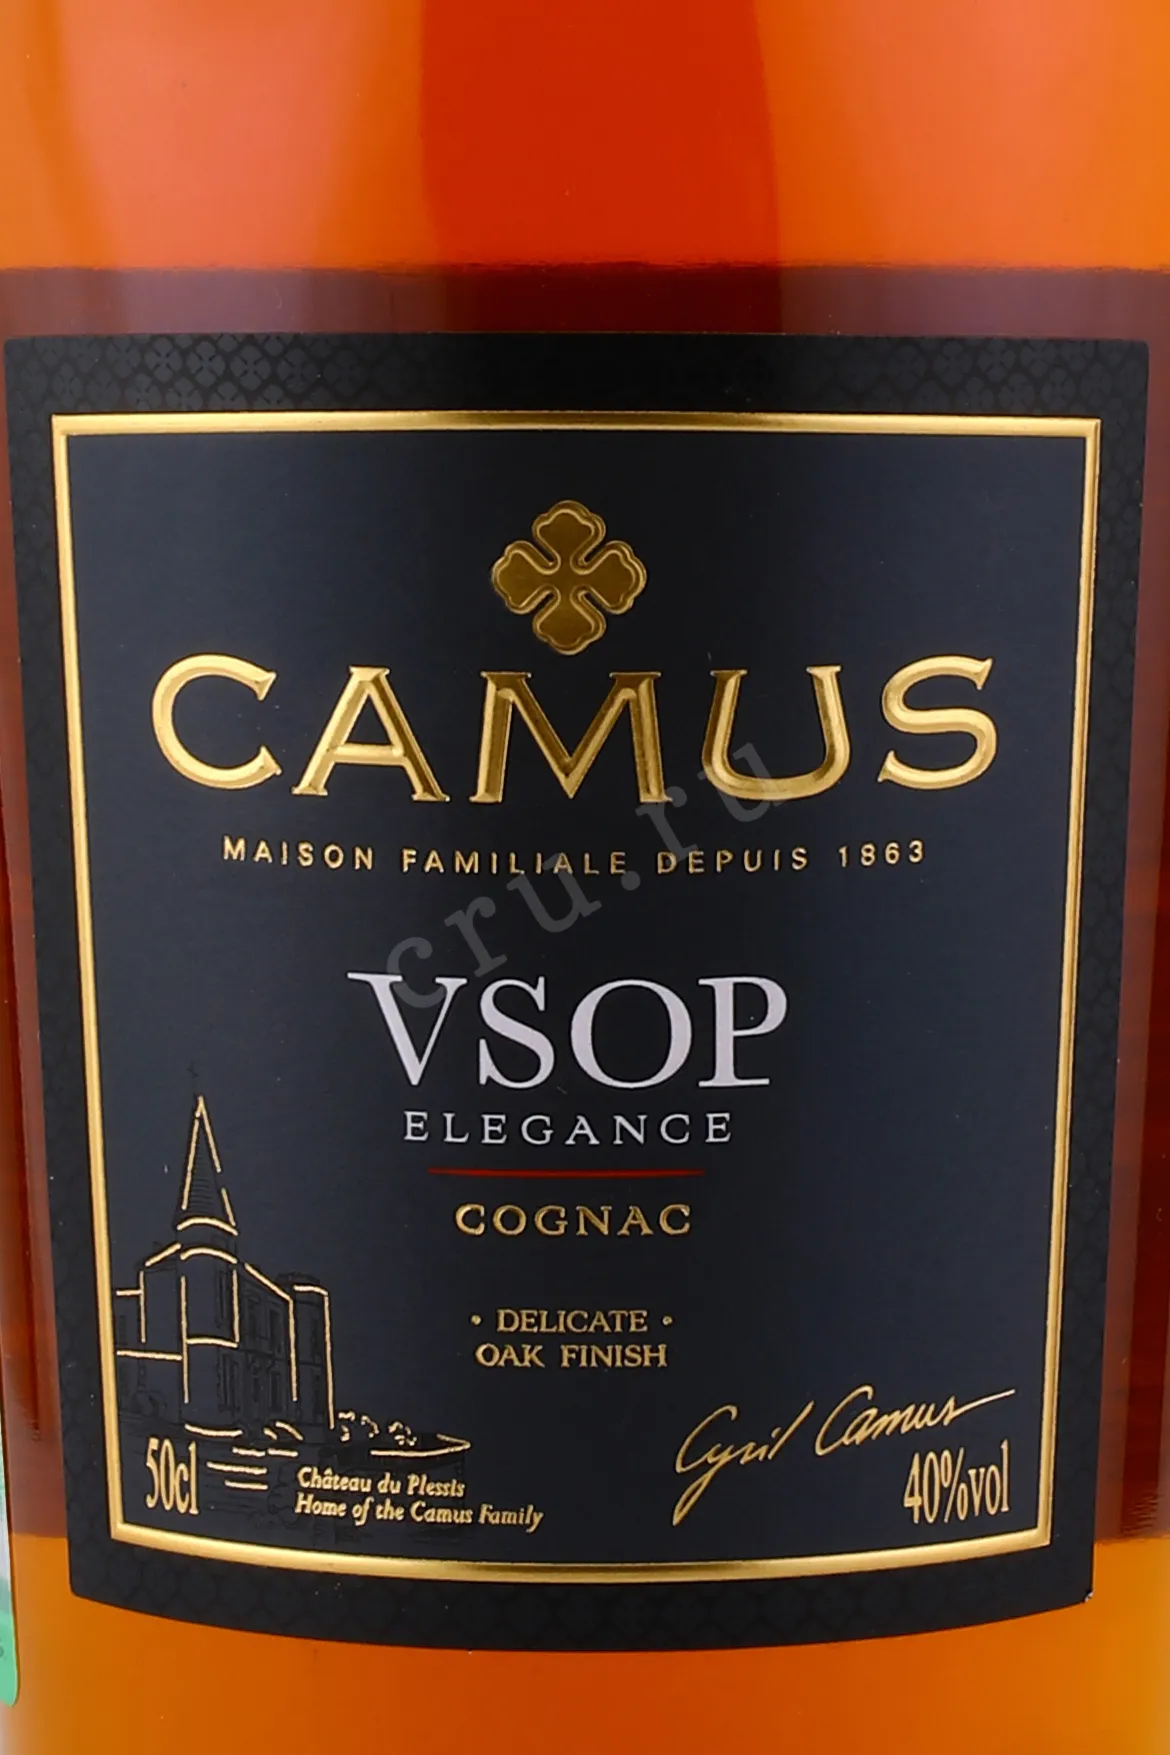 CAMUS
MAISON FAMILIALE DEPUIS 1863
cru.ru
VSOP
ELEGANCE
COGNAC
• DELICATE •
OAK FINISH
Cyril Camus
50cl
Château du Plessis
Home of the Camus Family
40%vol